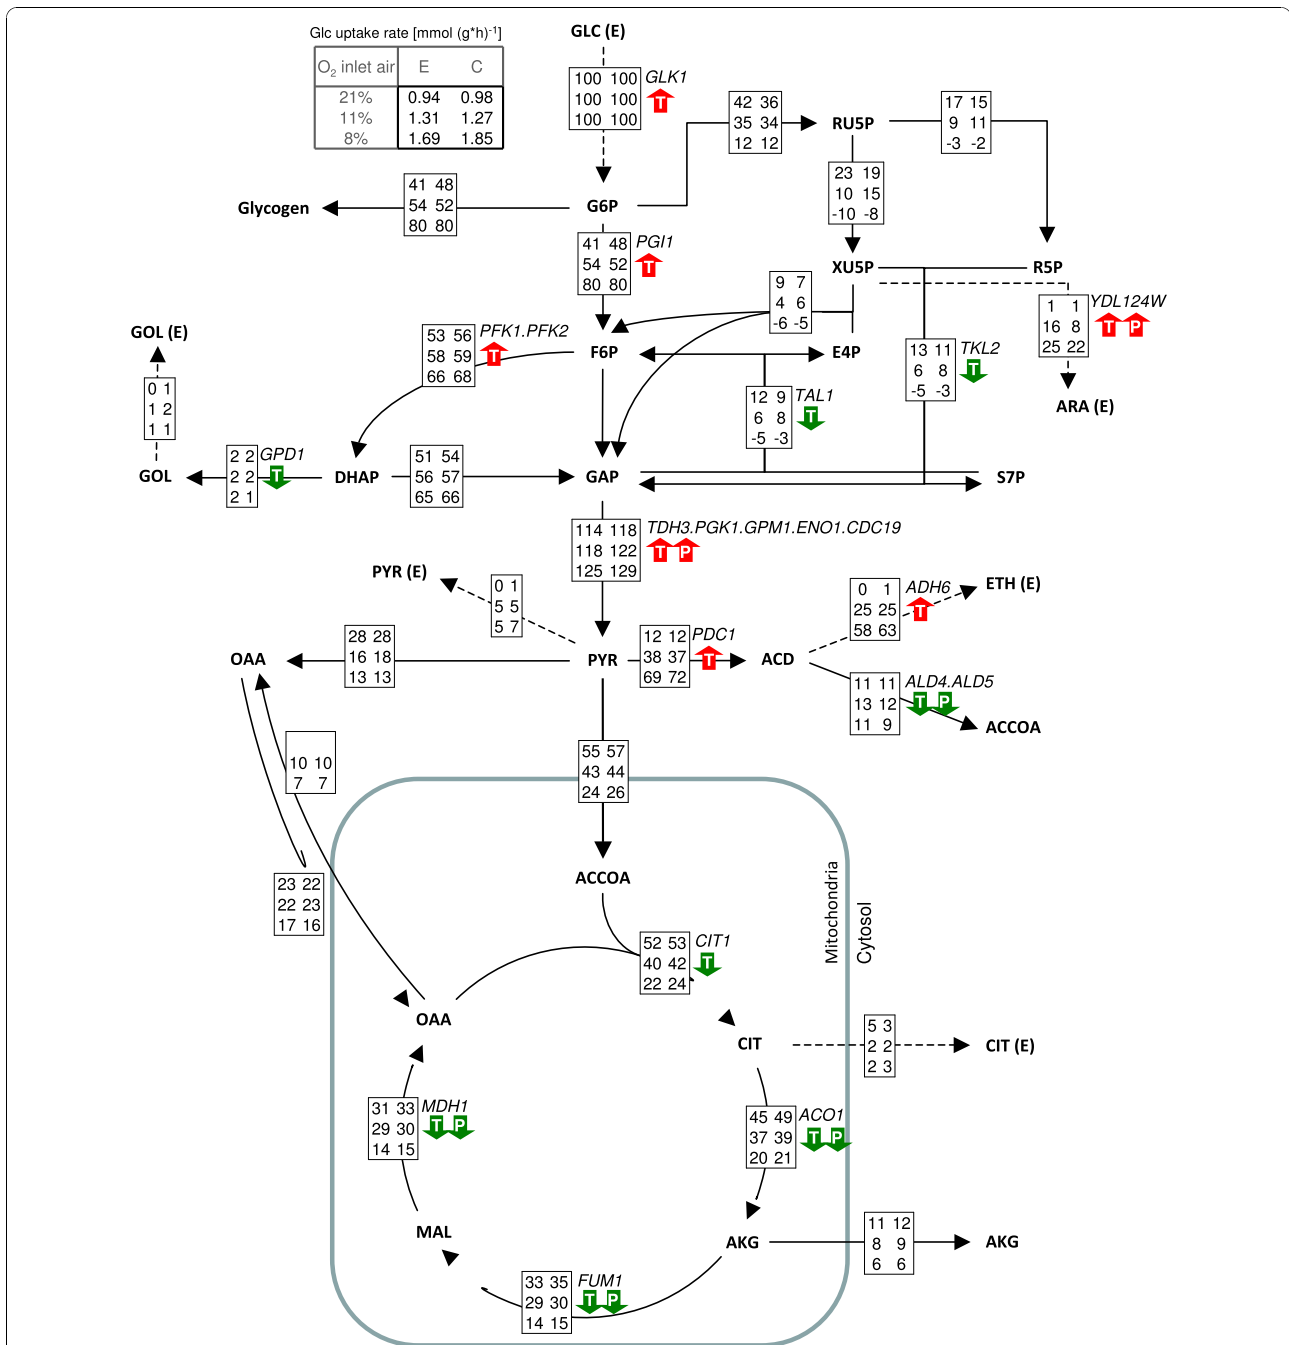 Glc uptake rate [mmol (g*h)-1]
O2 inlet air E C
21% 0.94 0.98
11% 1.31 1.27
8% 1.69 1.85
GLC (E)
100 100
100 100
100 100
GLK1
T
42 36
35 34
12 12
RU5P
17 15
9 11
-3 -2
23 19
10 15
-10 -8
Glycogen
41 48
54 52
80 80
G6P
41 48
54 52
80 80
PGI1
T
XU5P
R5P
9 7
4 6
-6 -5
1 1
16 8
25 22
YDL124W
T P
GOL (E)
53 56
58 59
66 68
PFK1.PFK2
T
F6P
E4P
13 11
6 8
-5 -3
TKL2
T
0 1
1 2
1 1
12 9
6 8
-5 -3
TAL1
T
ARA (E)
GOL
2 2
2 2
2 1
GPD1
T
DHAP
51 54
56 57
65 66
GAP
S7P
114 118
118 122
125 129
TDH3.PGK1.GPM1.ENO1.CDC19
T P
PYR (E)
0 1
5 5
5 7
0 1
25 25
58 63
ADH6
T
ETH (E)
OAA
28 28
16 18
13 13
PYR
12 12
38 37
69 72
PDC1
T
ACD
11 11
13 12
11 9
ALD4.ALD5
T P
ACCOA
10 10
7 7
55 57
43 44
24 26
ACCOA
23 22
22 23
17 16
Mitochondria
Cytosol
52 53
40 42
22 24
CIT1
T
OAA
CIT
5 3
2 2
2 3
CIT (E)
31 33
29 30
14 15
MDH1
T P
45 49
37 39
20 21
ACO1
T P
MAL
AKG
11 12
8 9
6 6
AKG
33 35
29 30
14 15
FUM1
T P